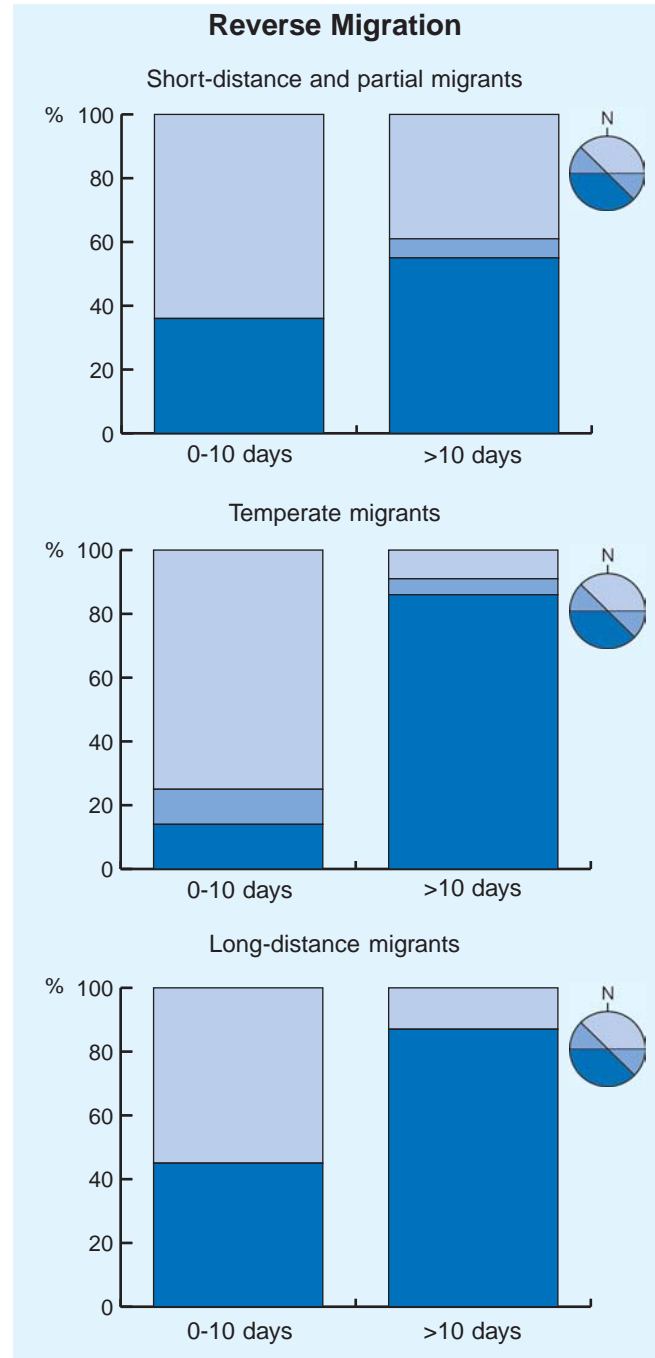 Reverse Migration
Short-distance and partial migrants
%
100
80
60
40
20
0
N
0-10 days
>10 days
Temperate migrants
%
100
80
60
40
20
0
N
0-10 days
>10 days
Long-distance migrants
%
100
80
60
40
20
0
N
0-10 days
>10 days